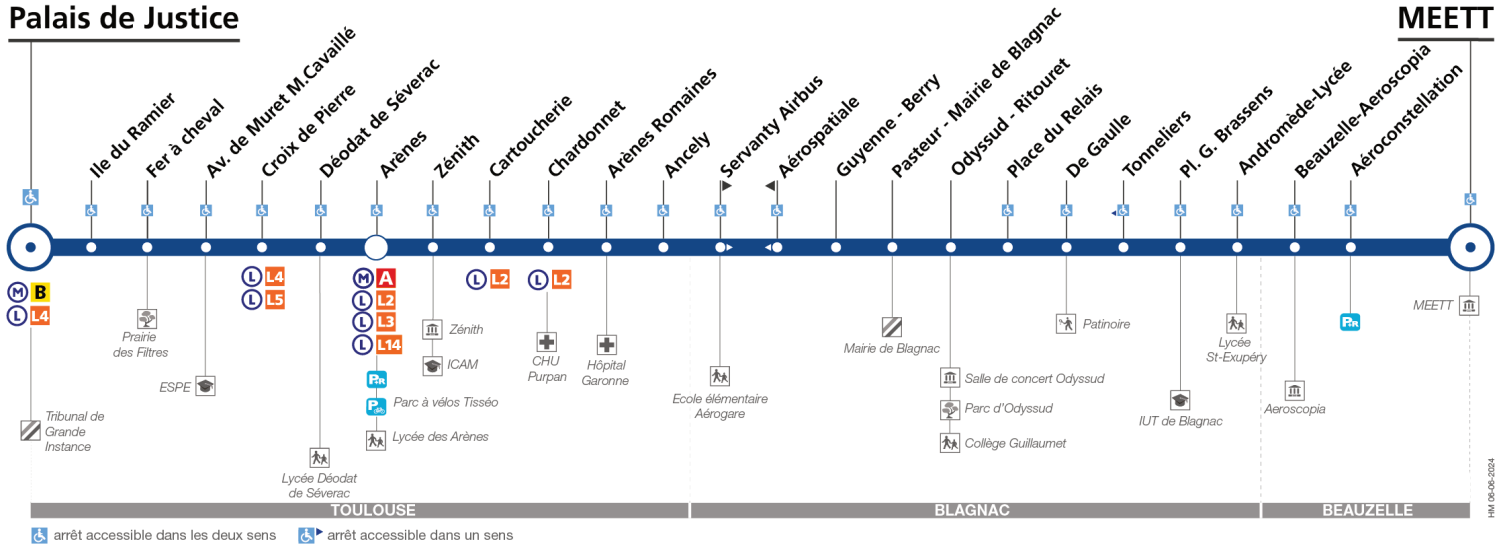 Palais de Justice
MEETT
Ile du Ramier
Fer à cheval
Av. de Muret M.Cavaillé
Croix de Pierre
Déodat de Séverac
Arènes
Zénith
Cartoucherie
Chardonnet
Arènes Romaines
Ancely
Servanty Airbus
Aérospatiale
Guyenne - Berry
Pasteur - Mairie de Blagnac
Odyssud - Ritouret
Place du Relais
De Gaulle
Tonneliers
Pl. G. Brassens
Andromède-Lycée
Beauzelle-Aeroscopia
Aéroconstellation
M B
L L4
L L4
L L5
M A
L L2
L L3
L L14
L L2
L L2
Tribunal de
Grande
Instance
Prairie
des Filtres
ESPE
Lycée Déodat
de Séverac
P+R
P
Parc à vélos Tisséo
Lycée des Arènes
Zénith
ICAM
CHU
Purpan
Hôpital
Garonne
Ecole élémentaire
Aérogare
Mairie de Blagnac
Salle de concert Odyssud
Parc d'Odyssud
Collège Guillaumet
Patinoire
IUT de Blagnac
Lycée
St-Exupéry
Aeroscopia
P+R
MEETT
TOULOUSE
BLAGNAC
BEAUZELLE
HM 06-06-2024
arrêt accessible dans les deux sens
arrêt accessible dans un sens